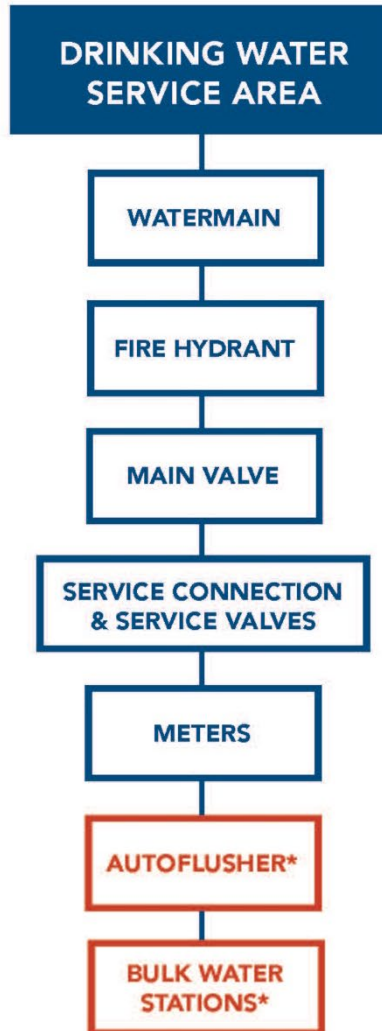 DRINKING WATER
SERVICE AREA
WATERMAIN
FIRE HYDRANT
MAIN VALVE
SERVICE CONNECTION
& SERVICE VALVES
METERS
AUTOFLUSHER*
BULK WATER
STATIONS*